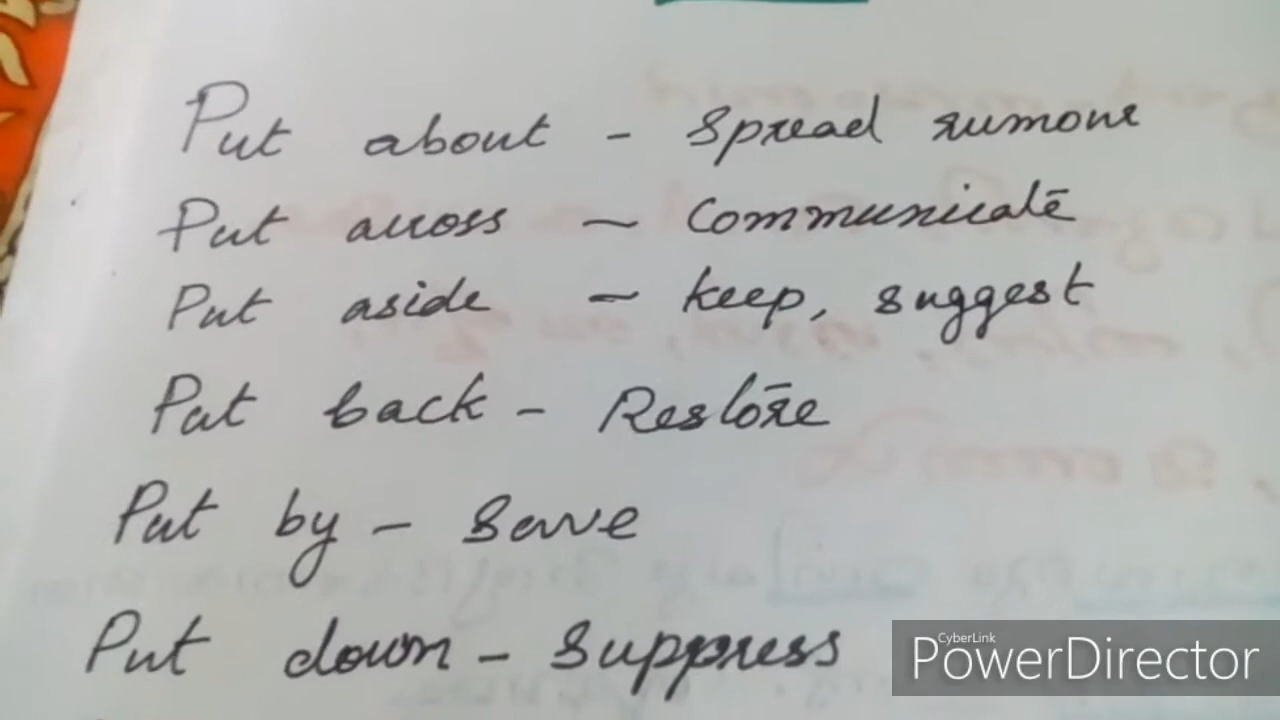 Put about - Spread rumour
Put across - Communicate
Put aside - keep, suggest
Put back - Restore
Put by - Save
Put down - Suppress
CyberLink
PowerDirector